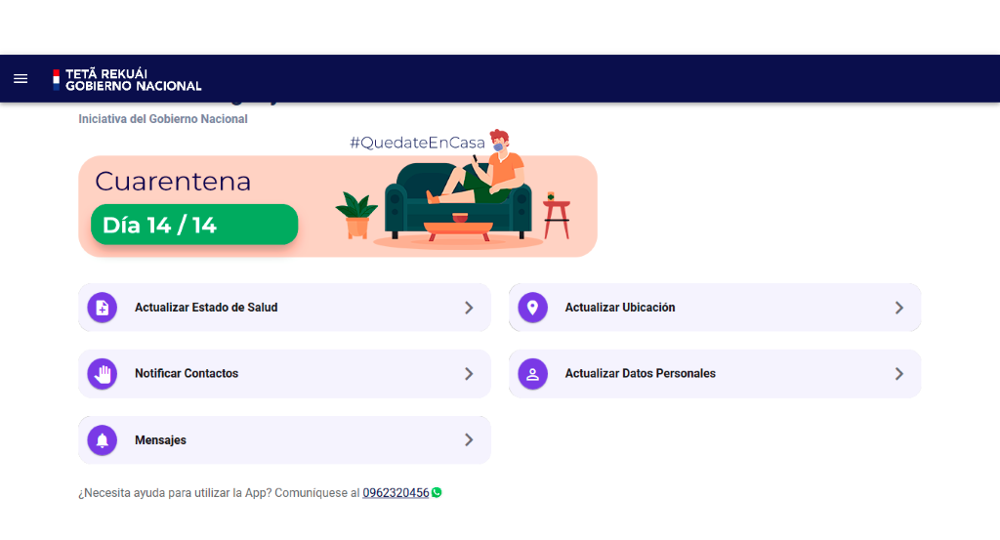 TETÃ REKUÁI
GOBIERNO NACIONAL
Iniciativa del Gobierno Nacional
#QuedateEnCasa
Cuarentena
Día 14 / 14
Actualizar Estado de Salud
Actualizar Ubicación
Notificar Contactos
Actualizar Datos Personales
Mensajes
¿Necesita ayuda para utilizar la App? Comuníquese al 0962320456